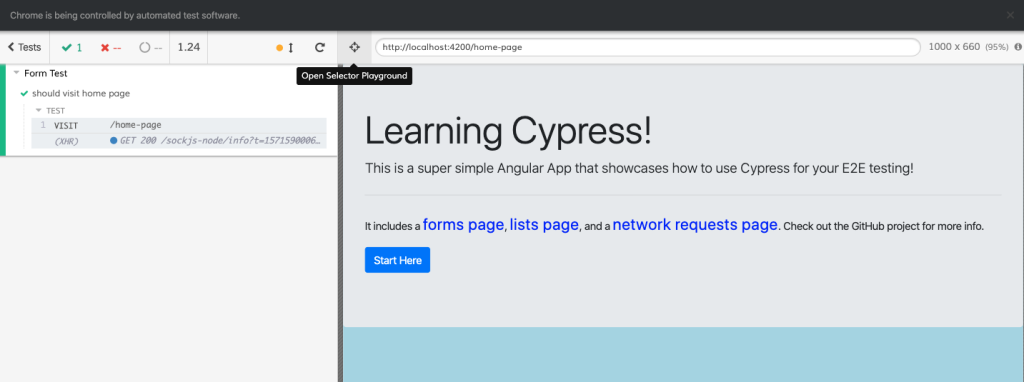 Chrome is being controlled by automated test software.
Tests
1
--
--
1.24
http://localhost:4200/home-page
1000 x 660 (95%)
Open Selector Playground
Form Test
should visit home page
TEST
1 VISIT /home-page
(XHR) GET 200 /sockjs-node/info?t=1571590006…
Learning Cypress!
This is a super simple Angular App that showcases how to use Cypress for your E2E testing!
It includes a forms page, lists page, and a network requests page. Check out the GitHub project for more info.
Start Here